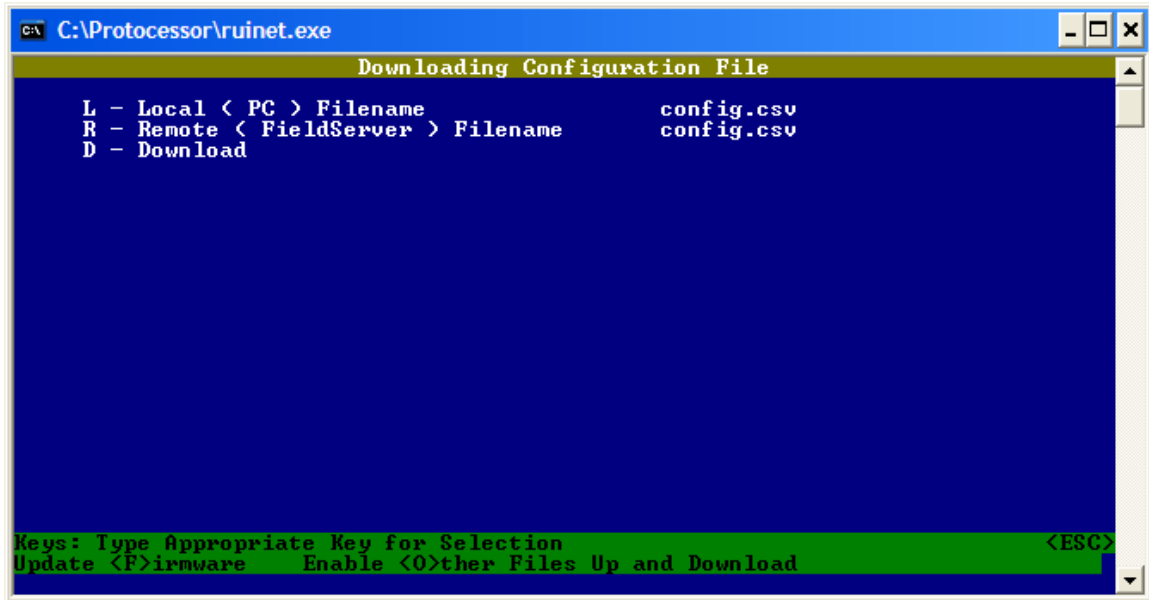 C:\Protocessor\ruinet.exe
Downloading Configuration File
L - Local ( PC ) Filename config.csv
R - Remote ( FieldServer ) Filename config.csv
D - Download
Keys: Type Appropriate Key for Selection <ESC>
Update <F>irmware Enable <O>ther Files Up and Download